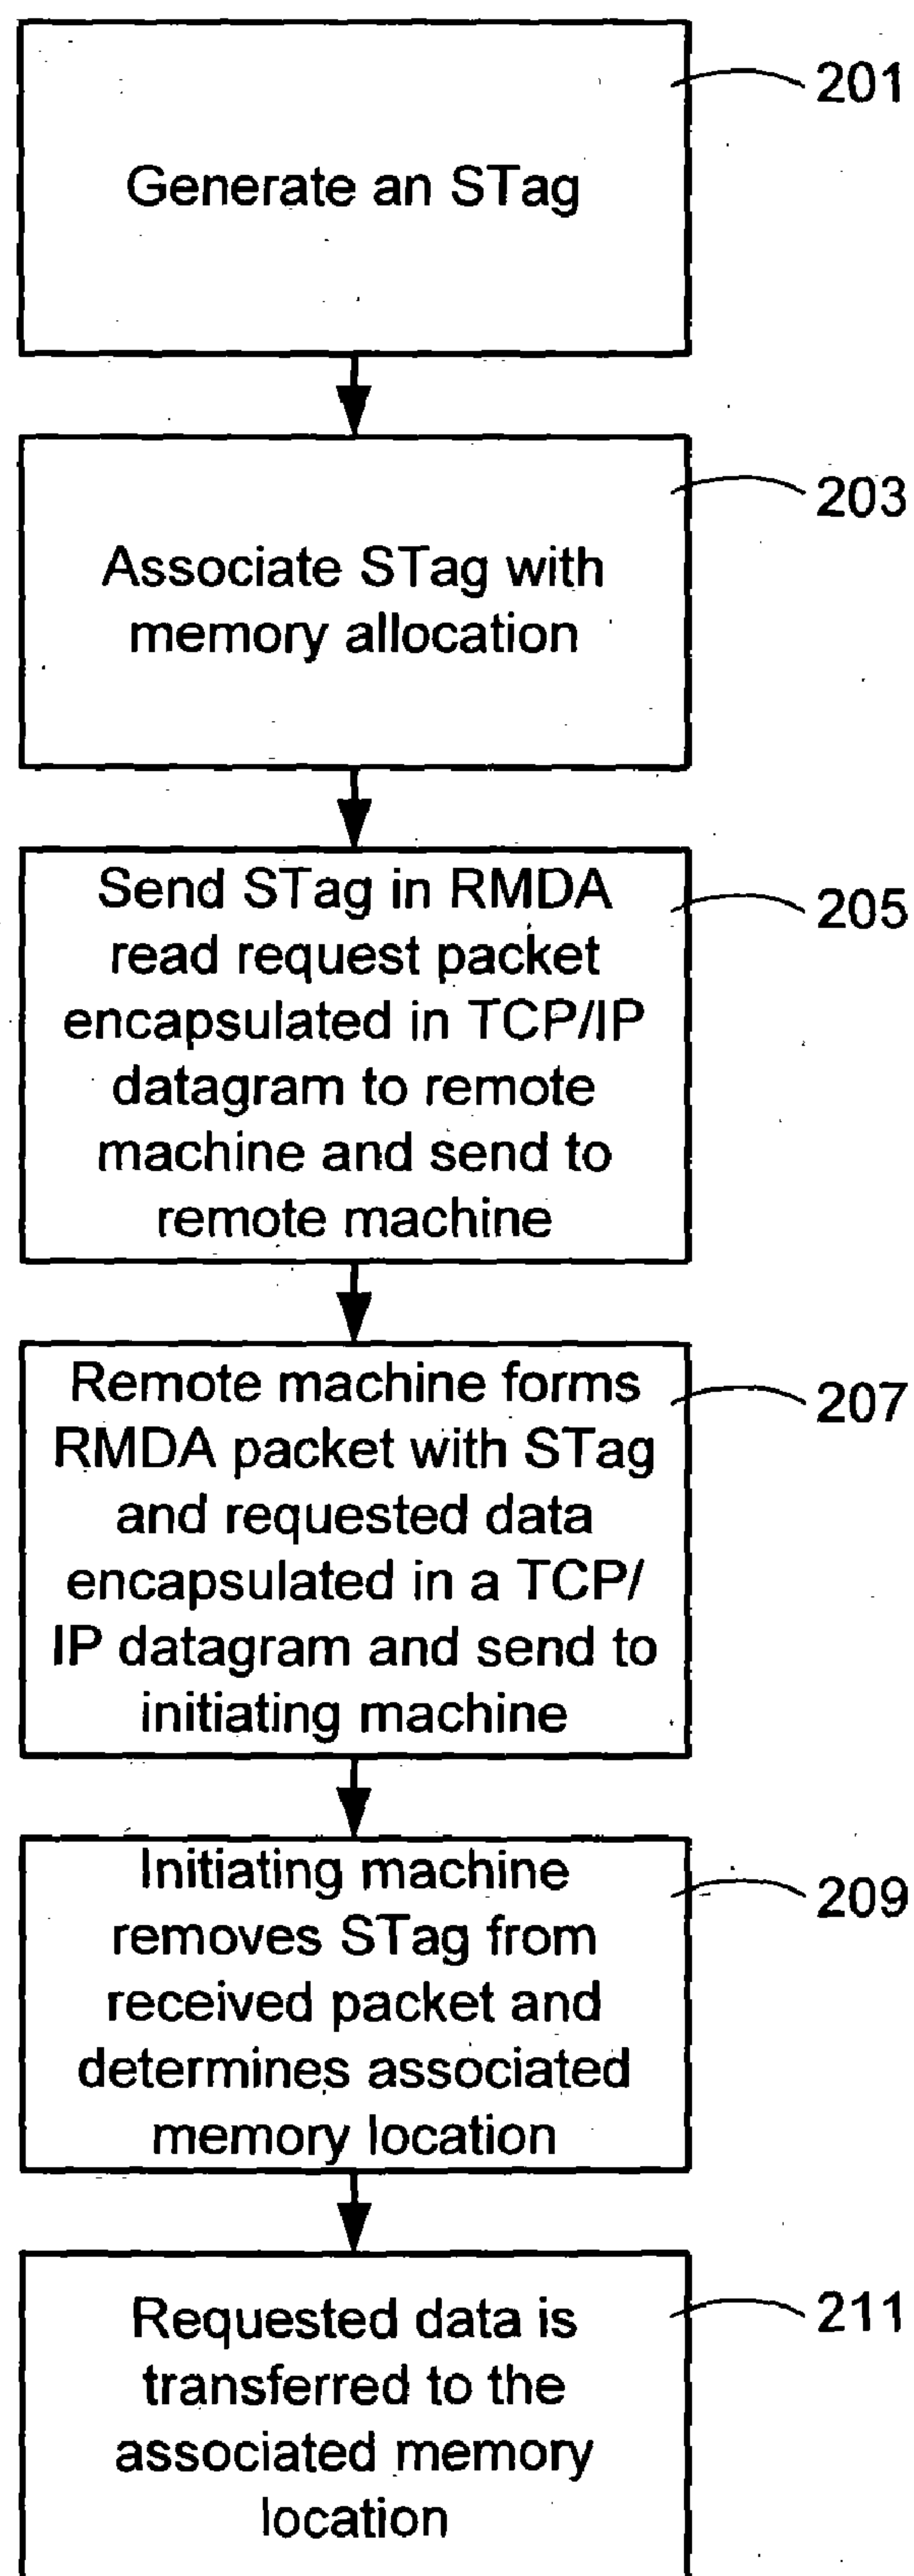 201
Generate an STag
203
Associate STag with
memory allocation
Send STag in RMDA
205
read request packet
encapsulated in TCP/IP
datagram to remote
machine and send to
remote machine
Remote machine forms
207
RMDA packet with STag
and requested data
encapsulated in a TCP/
IP datagram and send to
initiating machine
Initiating machine
209
removes STag from
received packet and
determines associated
memory location
211
Requested data is
transferred to the
associated memory
location